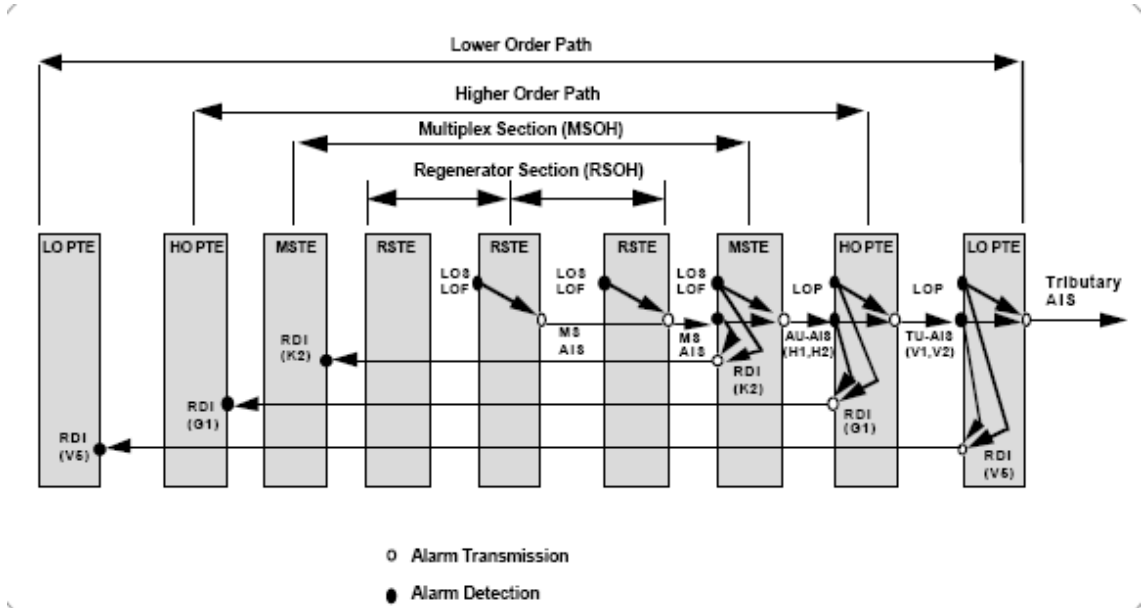 Lower Order Path
Higher Order Path
Multiplex Section (MSOH)
Regenerator Section (RSOH)
LO PTE
HO PTE
MSTE
RSTE
RSTE
RSTE
MSTE
HO PTE
LO PTE
LOS
LOF
LOS
LOF
LOS
LOF
LOP
LOP
Tributary
AIS
MS
AIS
MS
AIS
AU-AIS
(H1,H2)
TU-AIS
(V1,V2)
RDI
(K2)
RDI
(K2)
RDI
(G1)
RDI
(G1)
RDI
(V5)
RDI
(V5)
Alarm Transmission
Alarm Detection